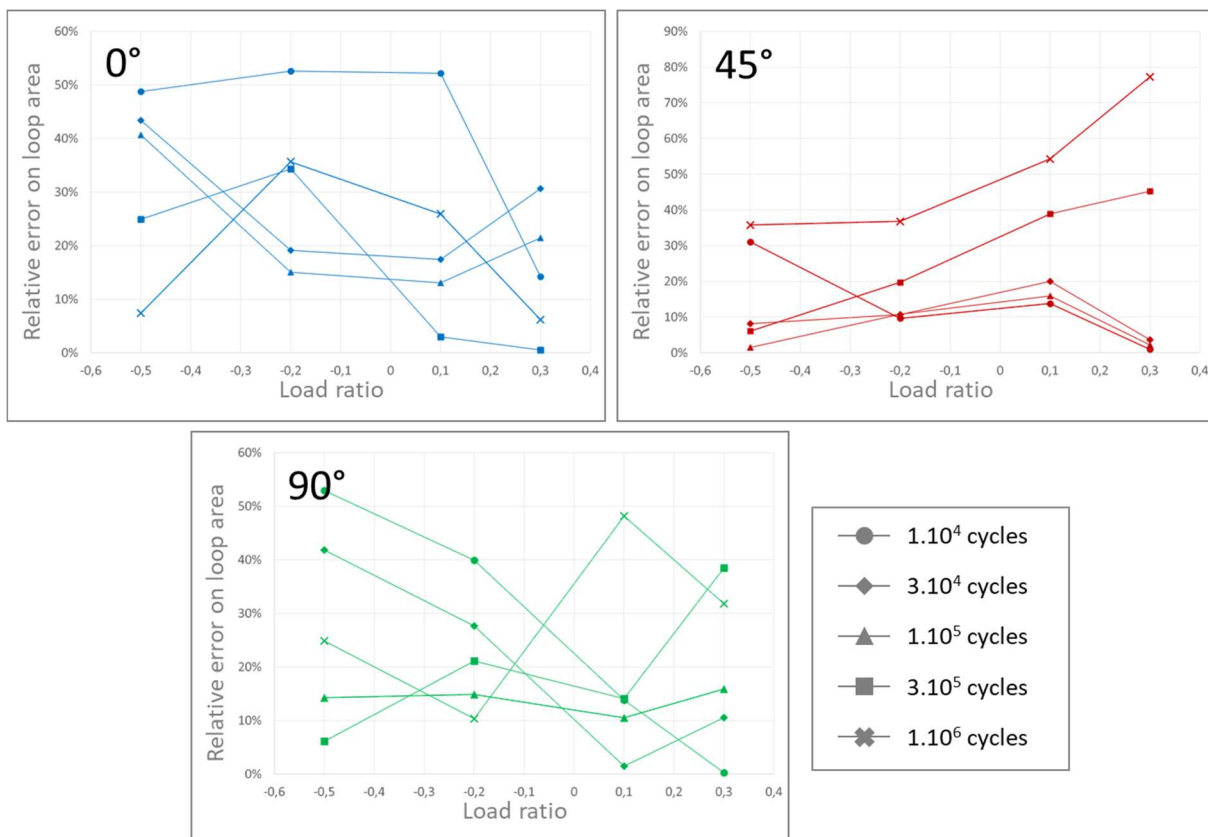 0°
Relative error on loop area
60%
50%
40%
30%
20%
10%
0%
-0,6 -0,5 -0,4 -0,3 -0,2 -0,1 0 0,1 0,2 0,3 0,4
Load ratio
45°
Relative error on loop area
90%
80%
70%
60%
50%
40%
30%
20%
10%
0%
-0,6 -0,5 -0,4 -0,3 -0,2 -0,1 0 0,1 0,2 0,3 0,4
Load ratio
90°
Relative error on loop area
60%
50%
40%
30%
20%
10%
0%
-0,6 -0,5 -0,4 -0,3 -0,2 -0,1 0 0,1 0,2 0,3 0,4
Load ratio
1.10⁴ cycles
3.10⁴ cycles
1.10⁵ cycles
3.10⁵ cycles
1.10⁶ cycles